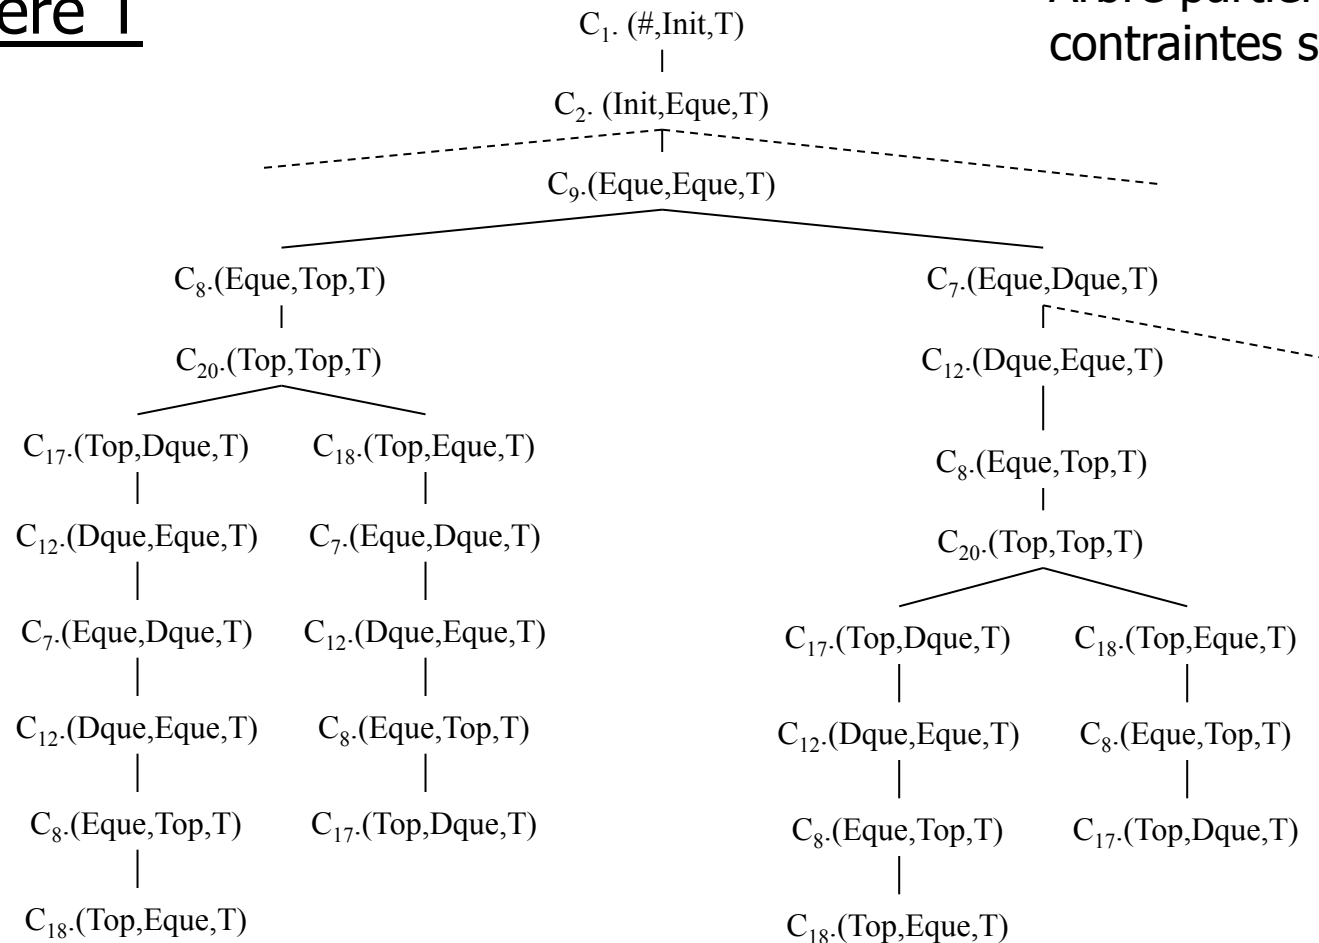 C1. (#,Init,T)
contraintes s
C2. (Init,Eque,T)
C9.(Eque,Eque,T)
C8.(Eque,Top,T) C7.(Eque,Dque,T)
C20.(Top,Top,T) C12.(Dque,Eque,T)
C17.(Top,Dque,T) C18.(Top,Eque,T) C8.(Eque,Top,T)
C12.(Dque,Eque,T) C7.(Eque,Dque,T) C20.(Top,Top,T)
C7.(Eque,Dque,T) C12.(Dque,Eque,T) C17.(Top,Dque,T) C18.(Top,Eque,T)
C12.(Dque,Eque,T) C8.(Eque,Top,T) C12.(Dque,Eque,T) C8.(Eque,Top,T)
C8.(Eque,Top,T) C17.(Top,Dque,T) C8.(Eque,Top,T) C17.(Top,Dque,T)
C18.(Top,Eque,T) C18.(Top,Eque,T)